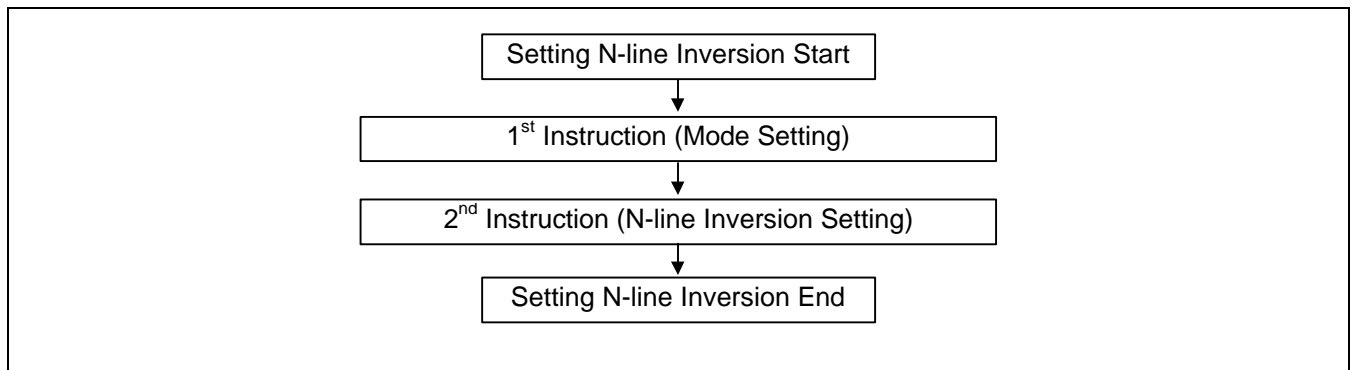 Setting N-line Inversion Start
1st Instruction (Mode Setting)
2nd Instruction (N-line Inversion Setting)
Setting N-line Inversion End